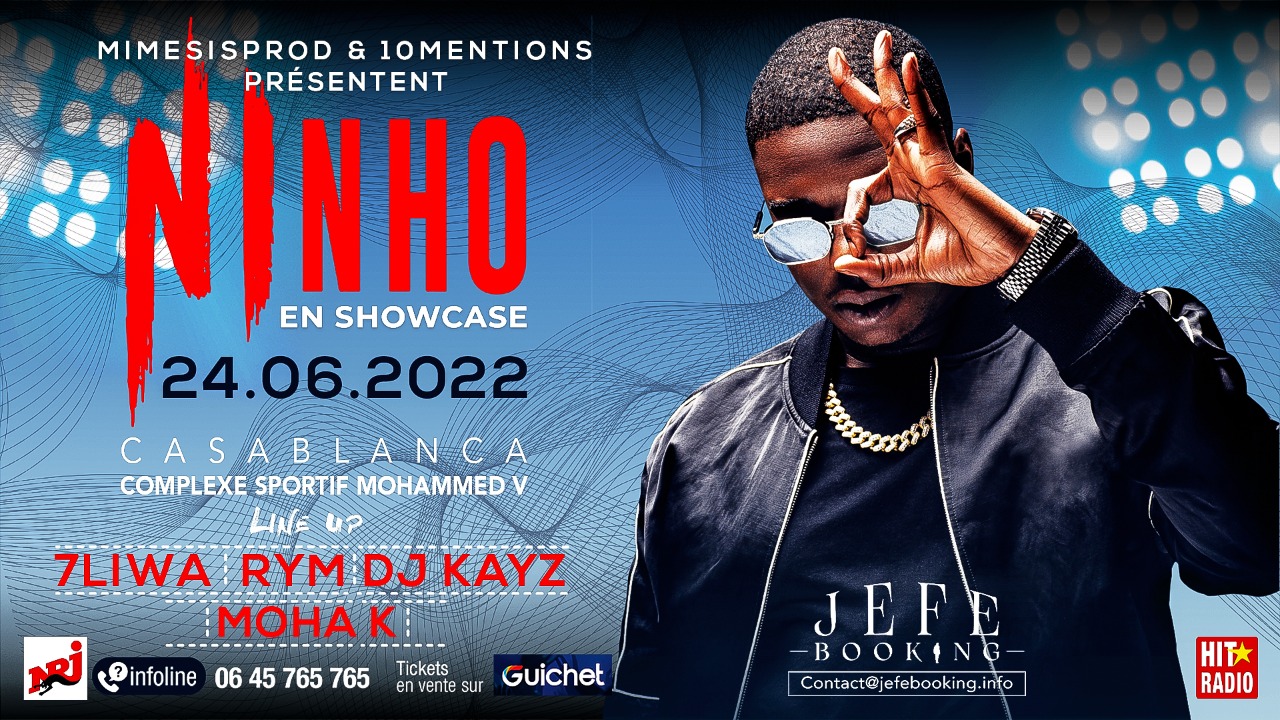 MIMESISPROD & 10MENTIONS
PRÉSENTENT
NINHO
EN SHOWCASE
24.06.2022
CASABLANCA
COMPLEXE SPORTIF MOHAMMED V
LINE UP
7LIWA RYM DJ KAYZ
MOHA K
NRJ
? infoline 06 45 765 765
Tickets
en vente sur
Guichet
JEFE
BOOKING
Contact@jefebooking.info
HIT
RADIO